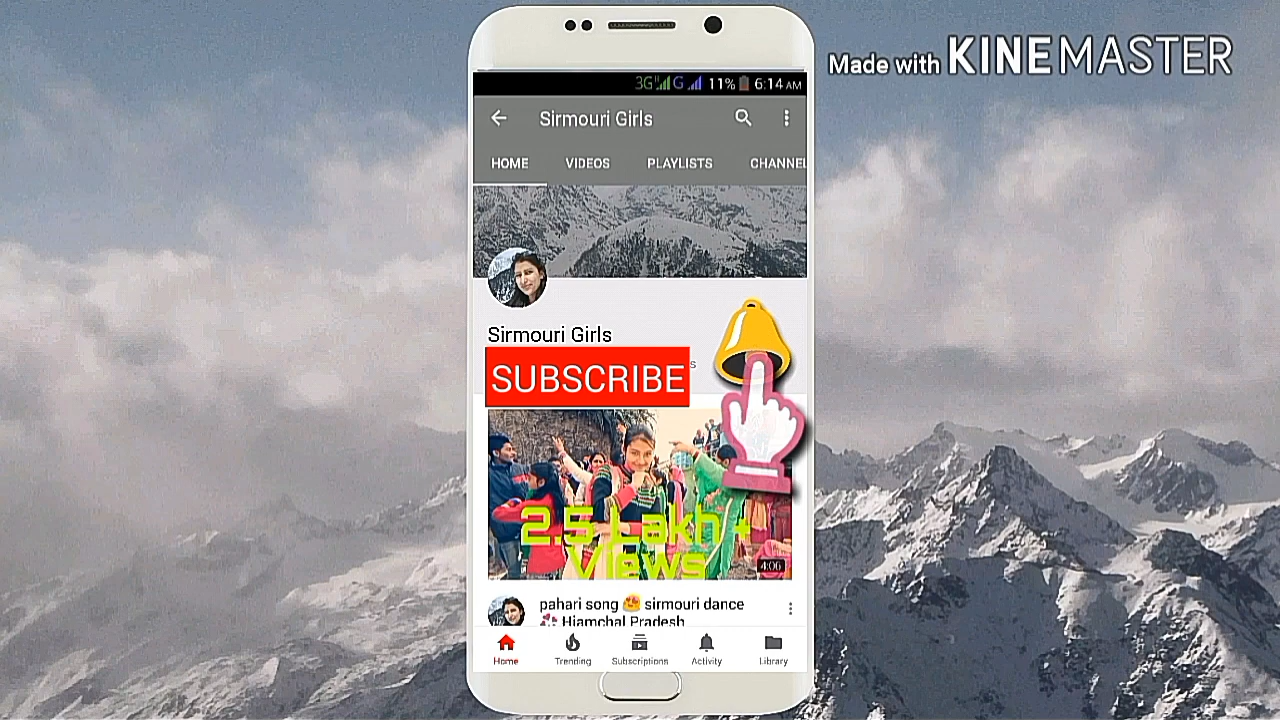 Made with KINEMASTER
3G H G 11% 6:14 AM
Sirmouri Girls
HOME VIDEOS PLAYLISTS CHANNEL
Sirmouri Girls
SUBSCRIBE
2.5 Lakh +
Views
4:06
pahari song 😍 sirmouri dance
💞 Hiamchal Pradesh
Home Trending Subscriptions Activity Library